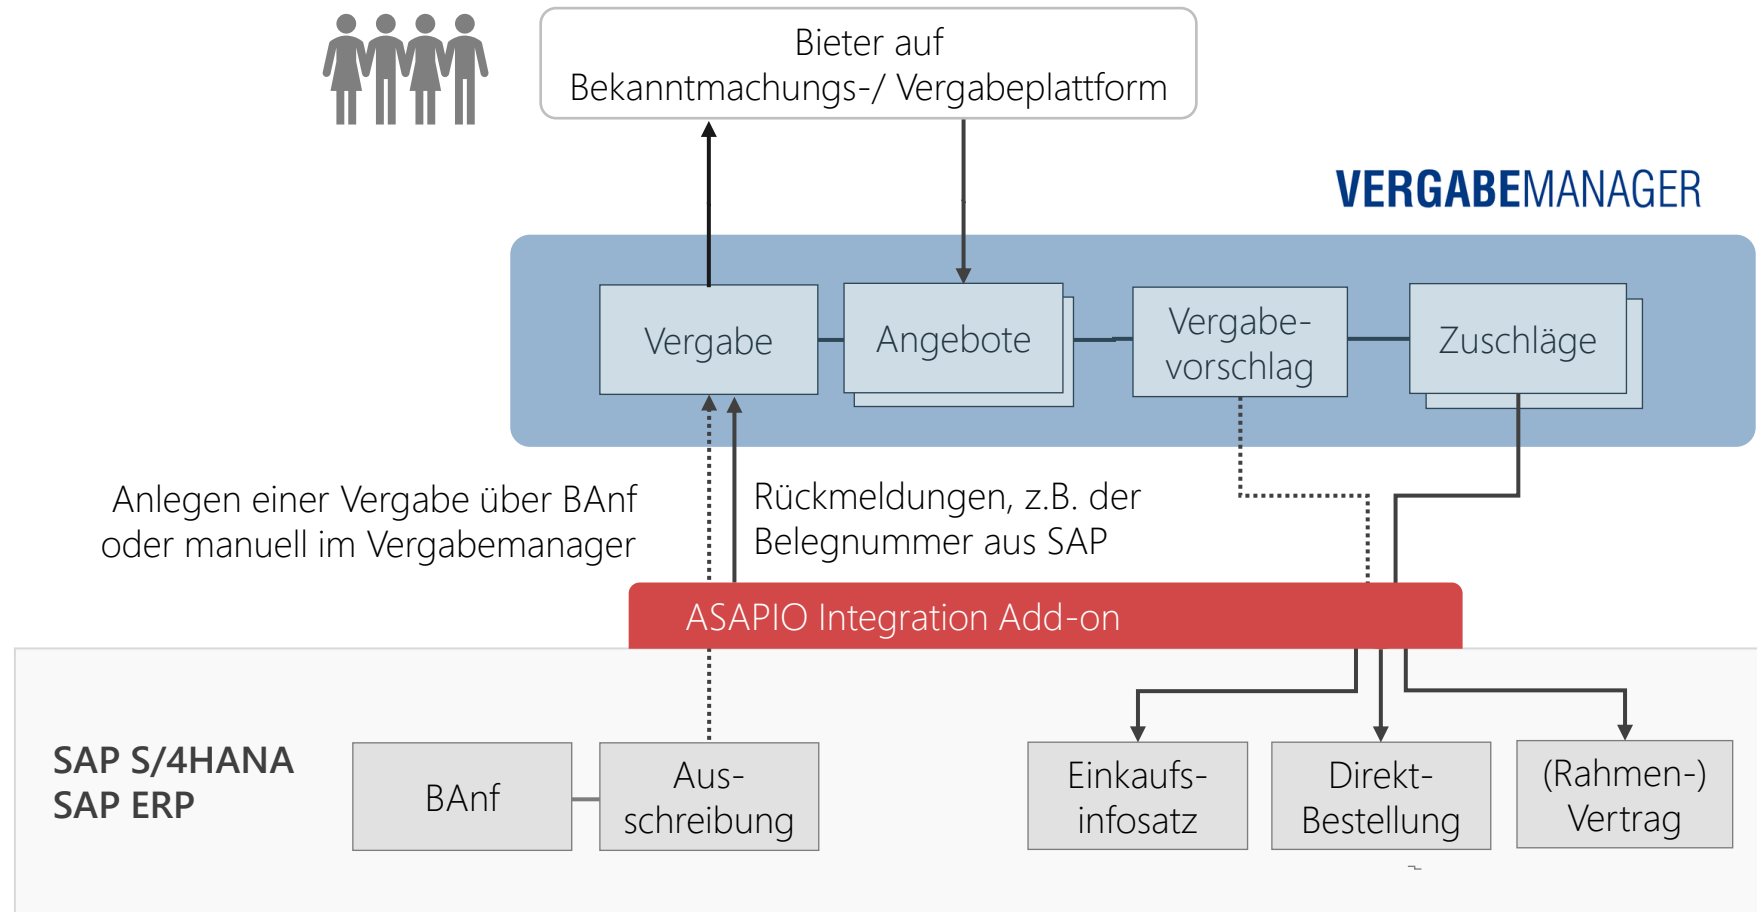 Bieter auf
Bekanntmachungs-/ Vergabeplattform
VERGABEMANAGER
Vergabe
Angebote
Vergabe-
vorschlag
Zuschläge
Anlegen einer Vergabe über BAnf
oder manuell im Vergabemanager
Rückmeldungen, z.B. der
Belegnummer aus SAP
ASAPIO Integration Add-on
SAP S/4HANA
SAP ERP
BAnf
Aus-
schreibung
Einkaufs-
infosatz
Direkt-
Bestellung
(Rahmen-)
Vertrag